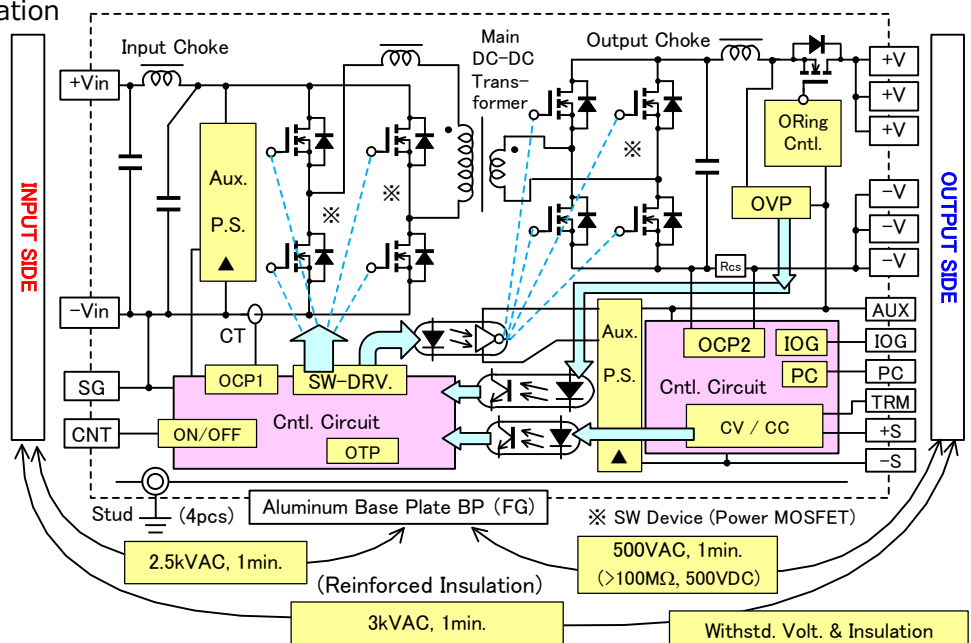 ation
Input Choke
Main
DC-DC
Trans-
former
Output Choke
+Vin
+V
+V
+V
ORing
Cntl.
Aux.
P.S.
▲
※
※
※
OVP
−V
−V
−V
INPUT SIDE
OUTPUT SIDE
Rcs
−Vin
CT
AUX
Aux.
P.S.
▲
OCP2
IOG
IOG
PC
PC
SG
OCP1
SW-DRV.
Cntl. Circuit
Cntl. Circuit
TRM
CNT
ON/OFF
OTP
CV / CC
+S
−S
Stud
(4pcs)
Aluminum Base Plate BP (FG)
※ SW Device (Power MOSFET)
2.5kVAC, 1min.
500VAC, 1min.
(>100MΩ, 500VDC)
(Reinforced Insulation)
3kVAC, 1min.
Withstd. Volt. & Insulation